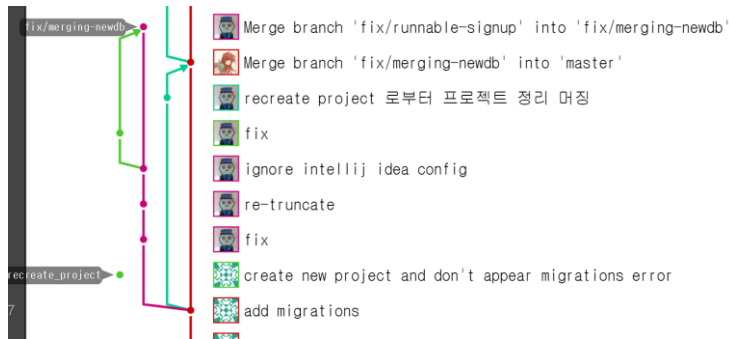 fix/merging-newdb Merge branch 'fix/runnable-signup' into 'fix/merging-newdb'
Merge branch 'fix/merging-newdb' into 'master'
recreate project 로부터 프로젝트 정리 머징
fix
ignore intellij idea config
re-truncate
fix
recreate_project create new project and don't appear migrations error
7 add migrations